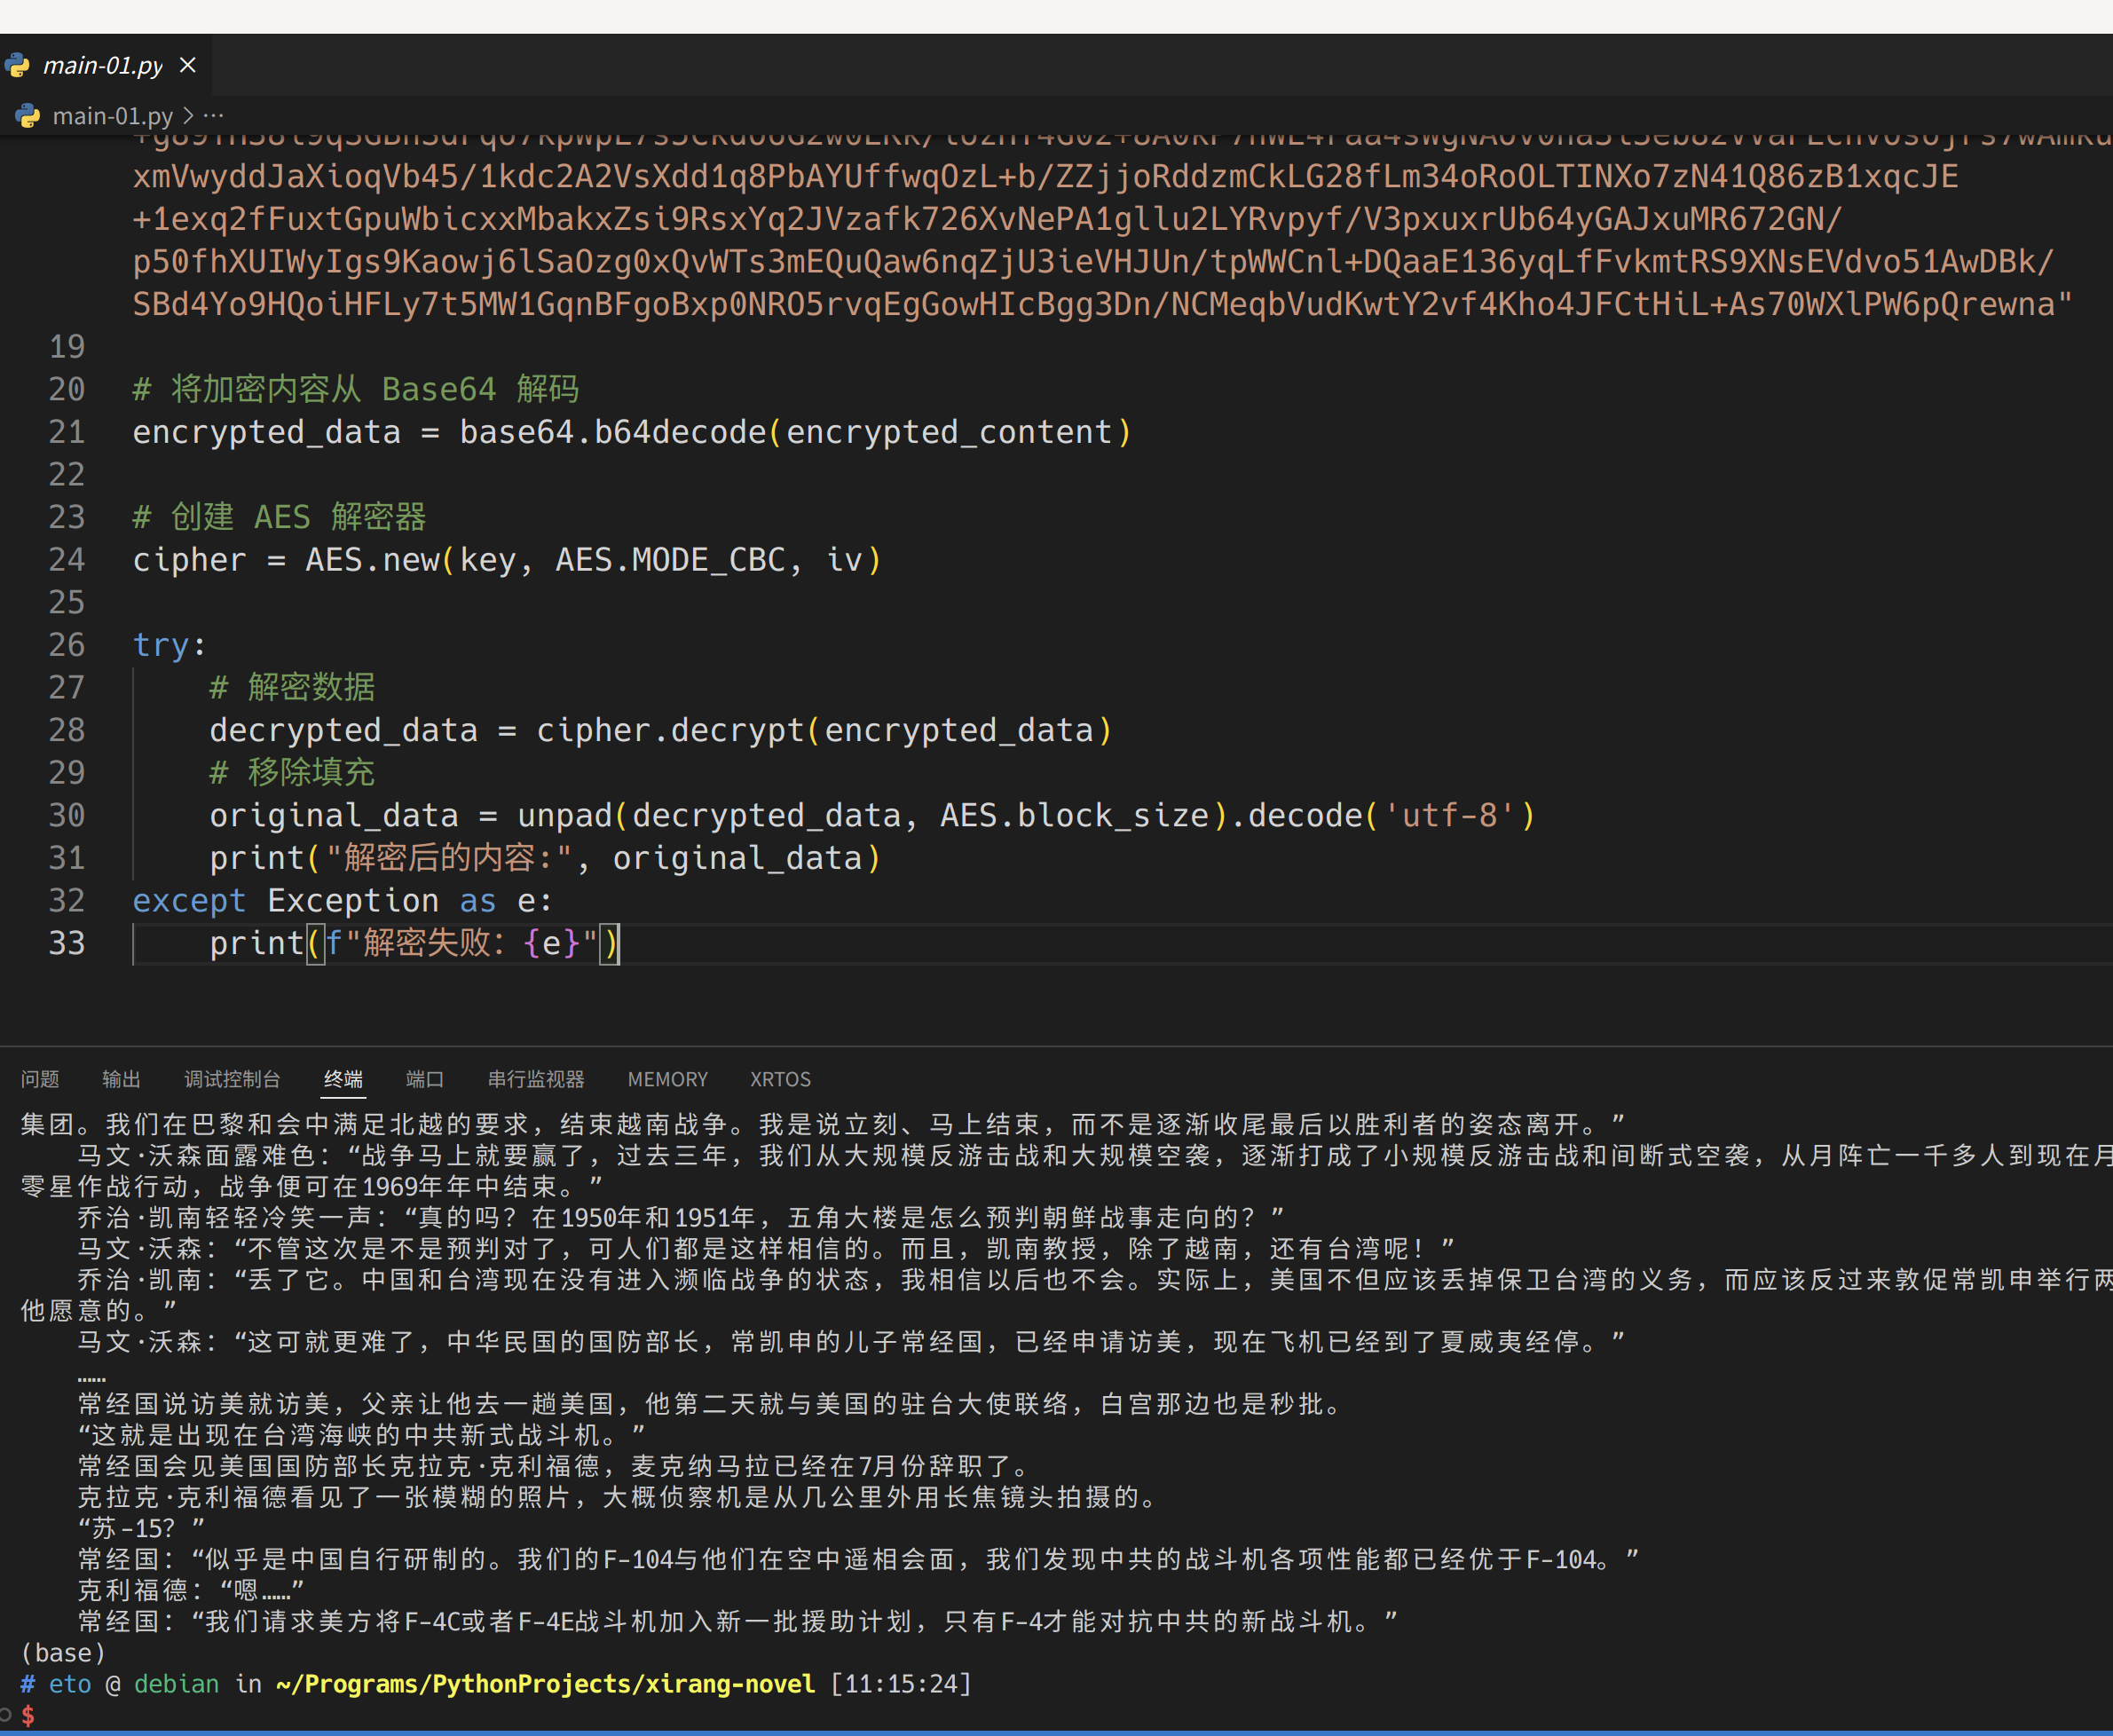 main-01.py
main-01.py > ...
xmVwyddJaXioqVb45/1kdc2A2VsXdd1q8PbAYUffwqOzL+b/ZZjjoRddzmCkLG28fLm34oRoOLTINXo7zN41Q86zB1xqcJE
+1exq2fFuxtGpuWbicxxMbakxZsi9RsxYq2JVzafk726XvNePA1gllu2LYRvpyf/V3pxuxrUb64yGAJxuMR672GN/
p50fhXUIWyIgs9Kaowj6lSaOzg0xQvWTs3mEQuQaw6nqZjU3ieVHJUn/tpWWCnl+DQaaE136yqLfFvkmtRS9XNsEVdvo51AwDBk/
SBd4Yo9HQoiHFLy7t5MW1GqnBFgoBxp0NRO5rvqEgGowHIcBgg3Dn/NCMeqbVudKwtY2vf4Kho4JFCtHiL+As70WXlPW6pQrewna"
19
20 # 将加密内容从 Base64 解码
21 encrypted_data = base64.b64decode(encrypted_content)
22
23 # 创建 AES 解密器
24 cipher = AES.new(key, AES.MODE_CBC, iv)
25
26 try:
27 # 解密数据
28 decrypted_data = cipher.decrypt(encrypted_data)
29 # 移除填充
30 original_data = unpad(decrypted_data, AES.block_size).decode('utf-8')
31 print("解密后的内容:", original_data)
32 except Exception as e:
33 print(f"解密失败: {e}")
问题 输出 调试控制台 终端 端口 串行监视器 MEMORY XRTOS
集团。我们在巴黎和会中满足北越的要求，结束越南战争。我是说立刻、马上结束，而不是逐渐收尾最后以胜利者的姿态离开。”
马文·沃森面露难色：“战争马上就要赢了，过去三年，我们从大规模反游击战和大规模空袭，逐渐打成了小规模反游击战和间断式空袭，从月阵亡一千多人到现在月
零星作战行动，战争便可在1969年年中结束。”
乔治·凯南轻轻冷笑一声：“真的吗？在1950年和1951年，五角大楼是怎么预判朝鲜战事走向的？”
马文·沃森：“不管这次是不是预判对了，可人们都是这样相信的。而且，凯南教授，除了越南，还有台湾呢！”
乔治·凯南：“丢了它。中国和台湾现在没有进入濒临战争的状态，我相信以后也不会。实际上，美国不但应该丢掉保卫台湾的义务，而应该反过来敦促常凯申举行两
他愿意的。”
马文·沃森：“这可就更难了，中华民国的国防部长，常凯申的儿子常经国，已经申请访美，现在飞机已经到了夏威夷经停。”
……
常经国说访美就访美，父亲让他去一趟美国，他第二天就与美国的驻台大使联络，白宫那边也是秒批。
“这就是出现在台湾海峡的中共新式战斗机。”
常经国会见美国国防部长克拉克·克利福德，麦克纳马拉已经在7月份辞职了。
克拉克·克利福德看见了一张模糊的照片，大概侦察机是从几公里外用长焦镜头拍摄的。
“苏-15？”
常经国：“似乎是中国自行研制的。我们的F-104与他们在空中遥相会面，我们发现中共的战斗机各项性能都已经优于F-104。”
克利福德：“嗯……”
常经国：“我们请求美方将F-4C或者F-4E战斗机加入新一批援助计划，只有F-4才能对抗中共的新战斗机。”
(base)
# eto @ debian in ~/Programs/PythonProjects/xirang-novel [11:15:24]
$